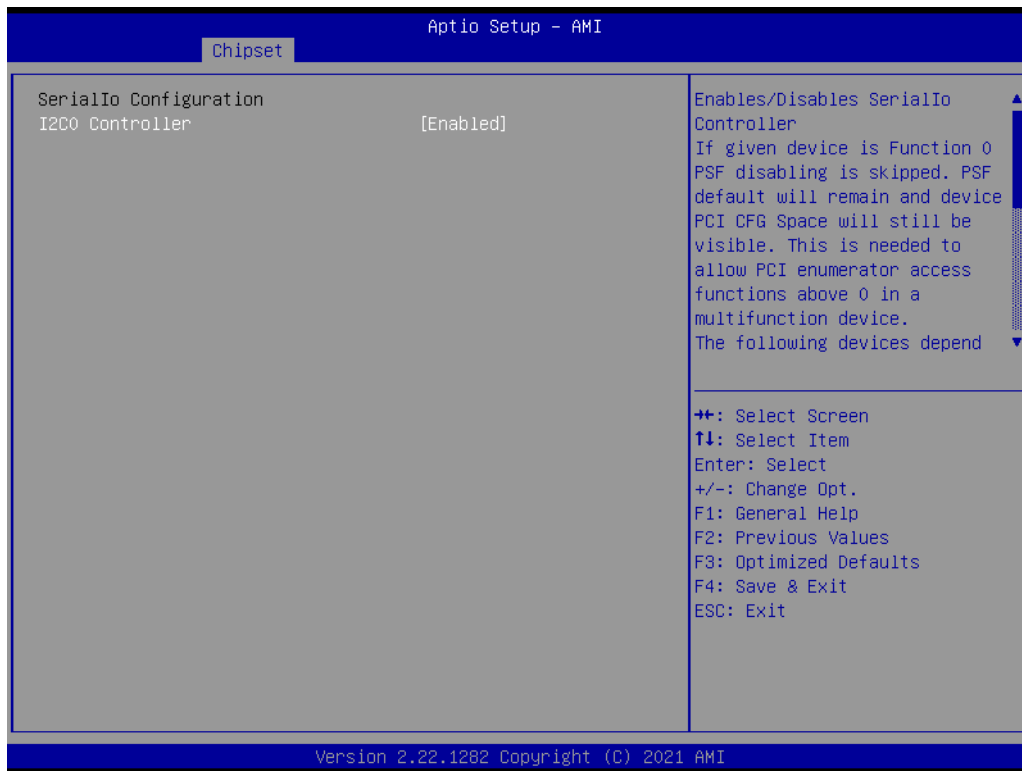 Aptio Setup - AMI
Chipset
SerialIo Configuration
I2C0 Controller [Enabled]
Enables/Disables SerialIo
Controller
If given device is Function 0
PSF disabling is skipped. PSF
default will remain and device
PCI CFG Space will still be
visible. This is needed to
allow PCI enumerator access
functions above 0 in a
multifunction device.
The following devices depend
→←: Select Screen
↑↓: Select Item
Enter: Select
+/-: Change Opt.
F1: General Help
F2: Previous Values
F3: Optimized Defaults
F4: Save & Exit
ESC: Exit
Version 2.22.1282 Copyright (C) 2021 AMI